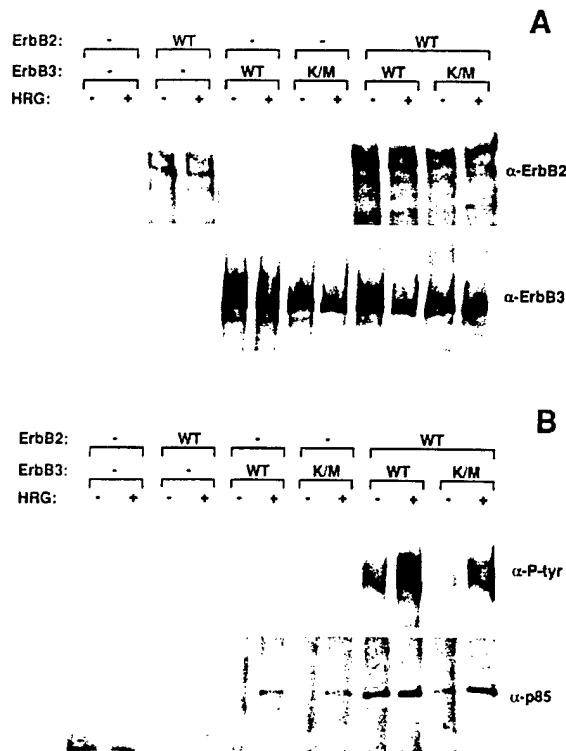 A
ErbB2: - WT - - WT
ErbB3: - - WT K/M WT K/M
HRG: - + - + - + - + - + - +
α-ErbB2
α-ErbB3
B
ErbB2: - WT - - WT
ErbB3: - - WT K/M WT K/M
HRG: - + - + - + - + - + - +
α-P-tyr
α-p85